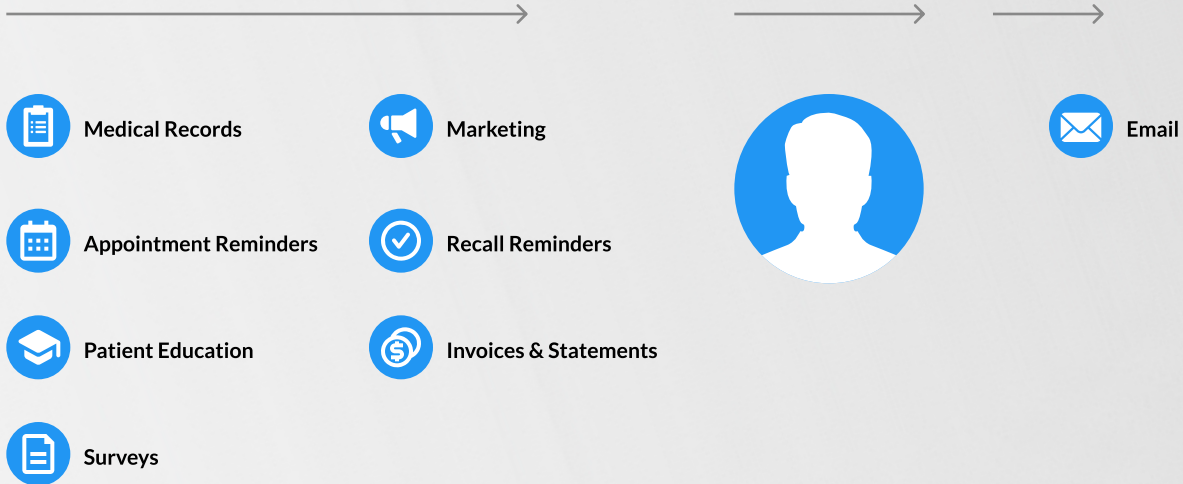 Medical Records
Marketing
Email
Appointment Reminders
Recall Reminders
Patient Education
Invoices & Statements
Surveys